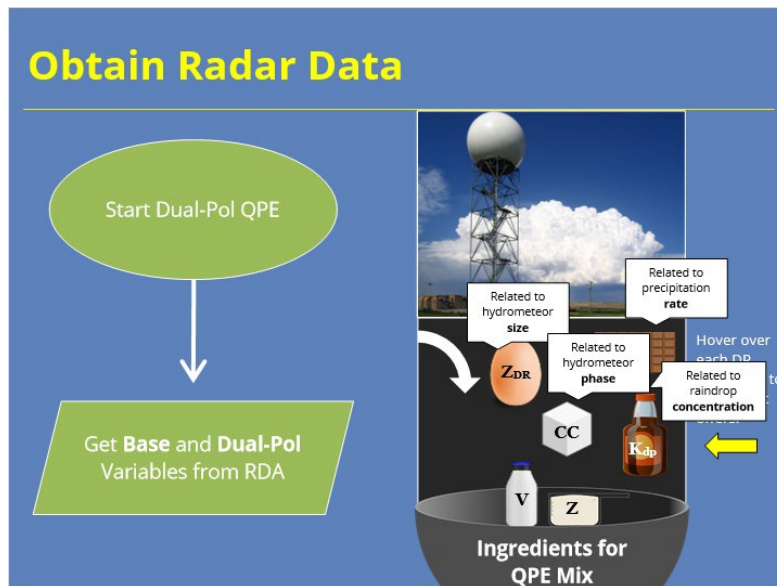 Obtain Radar Data
Start Dual-Pol QPE
Get Base and Dual-Pol
Variables from RDA
Related to
precipitation
rate
Related to
hydrometeor
size
Related to
hydrometeor
phase
Hover over
each DP
Related to
raindrop
concentration
to
ZDR
CC
Kdp
V
Z
Ingredients for
QPE Mix